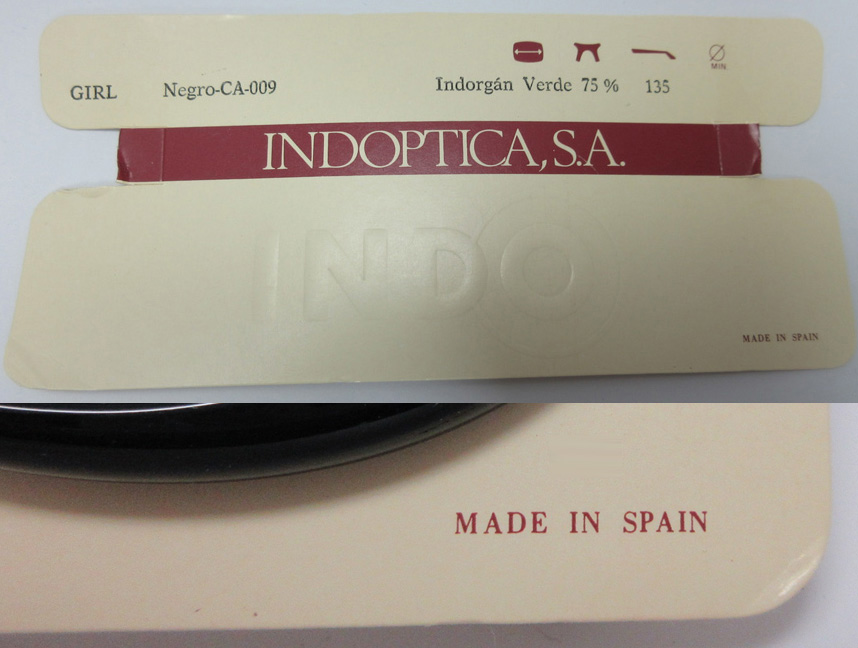 MIN
GIRL Negro-CA-009 Indorgán Verde 75 % 135
INDOPTICA, S.A.
INDO
MADE IN SPAIN
MADE IN SPAIN